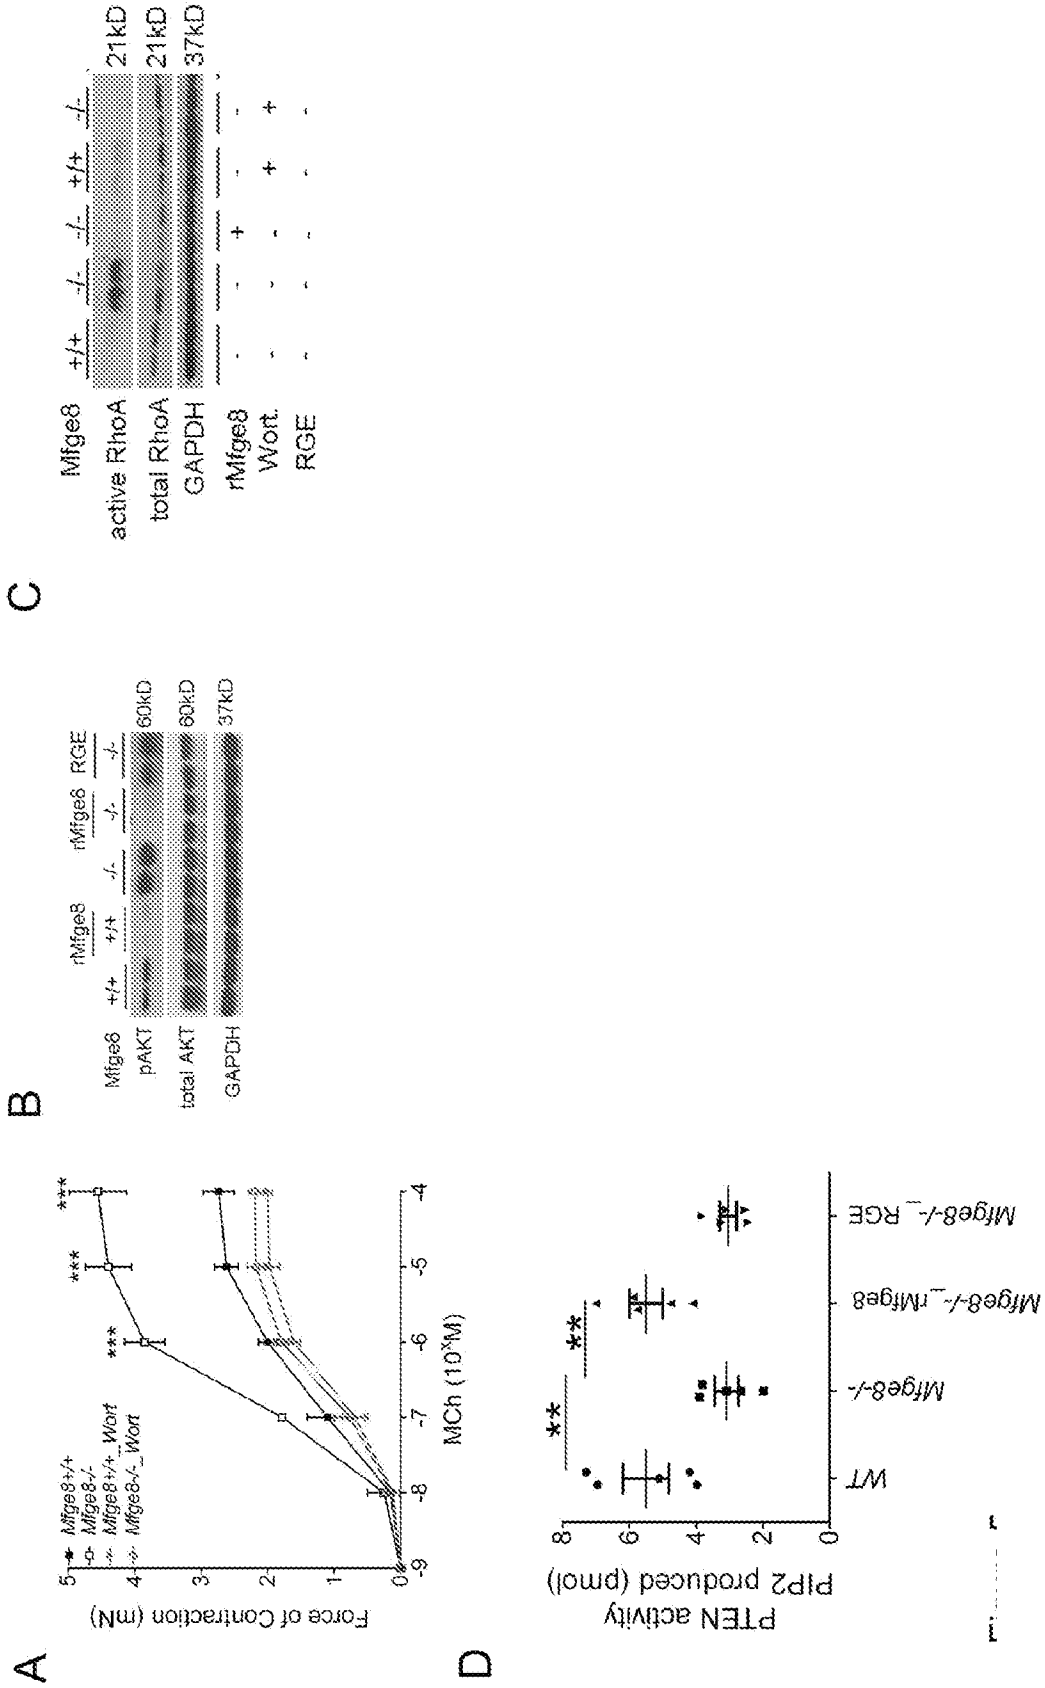 A
Force of Contraction (mN)
5
4
3
2
1
0
Mfge8+/+
Mfge8-/-
Mfge8+/+_Wort
Mfge8-/-_Wort
***
***
***
-9
-8
-7
-6
-5
-4
MCh (10ˣM)
B
rMfge8
rMfge8
RGE
Mfge8
+/+
+/+
-/-
-/-
-/-
pAKT
60kD
total AKT
60kD
GAPDH
37kD
C
Mfge8
+/+
-/-
-/-
+/+
-/-
active RhoA
21kD
total RhoA
21kD
GAPDH
37kD
rMfge8
-
-
+
-
-
Wort.
-
-
-
+
+
RGE
-
-
-
-
-
D
PTEN activity
PIP2 produced (pmol)
8
6
4
2
0
**
**
WT
Mfge8-/-
Mfge8-/-_rMfge8
Mfge8-/-_RGE